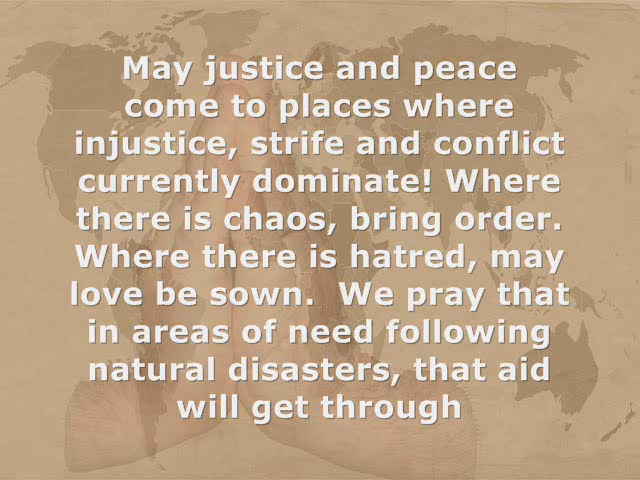 May justice and peace
come to places where
injustice, strife and conflict
currently dominate! Where
there is chaos, bring order.
Where there is hatred, may
love be sown.  We pray that
in areas of need following
natural disasters, that aid
will get through